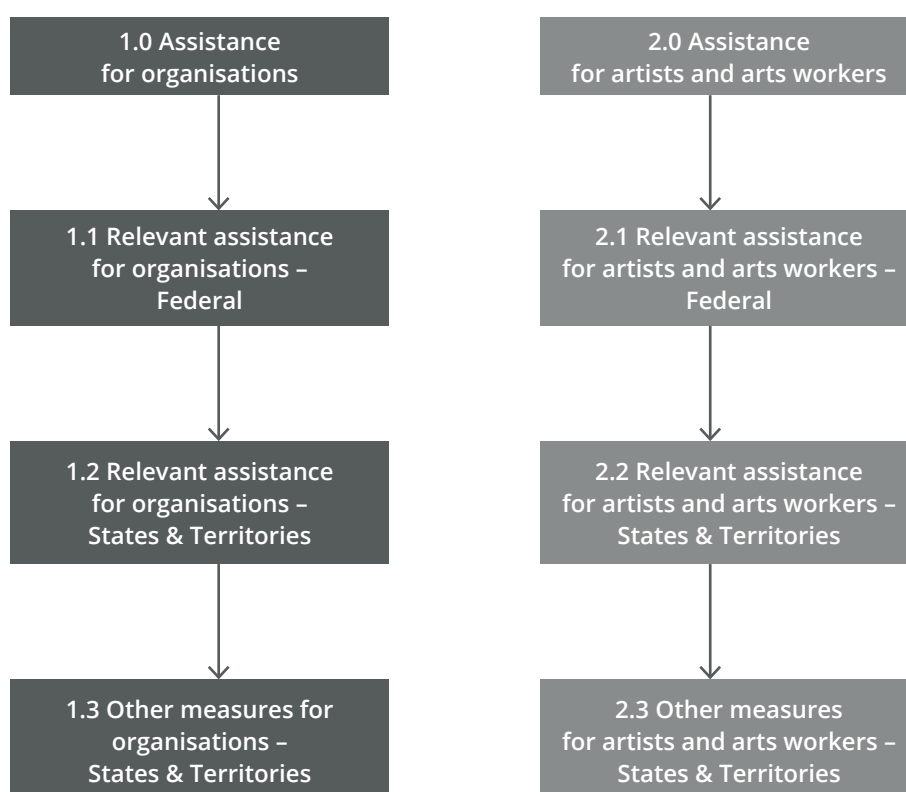 1.0 Assistance
for organisations
1.1 Relevant assistance
for organisations –
Federal
1.2 Relevant assistance
for organisations –
States & Territories
1.3 Other measures for
organisations –
States & Territories
2.0 Assistance
for artists and arts workers
2.1 Relevant assistance
for artists and arts workers –
Federal
2.2 Relevant assistance
for artists and arts workers –
States & Territories
2.3 Other measures
for artists and arts workers –
States & Territories